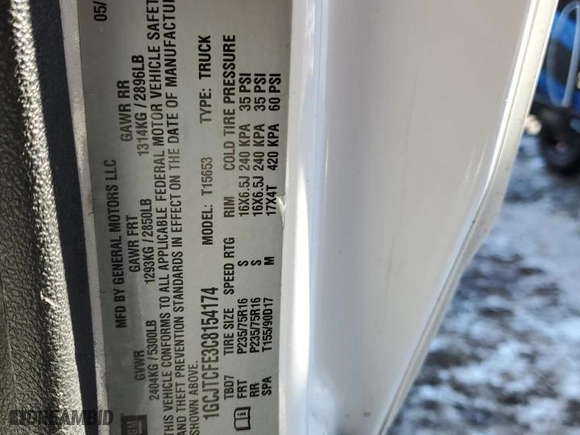 05/
MFD BY GENERAL MOTORS LLC
GVWR GAWR FRT GAWR RR
2404KG / 5300LB 1293KG / 2850LB 1314KG / 2896LB
THIS VEHICLE CONFORMS TO ALL APPLICABLE FEDERAL MOTOR VEHICLE SAFET
AND THEFT PREVENTION STANDARDS IN EFFECT ON THE DATE OF MANUFACTUR
SHOWN ABOVE.
1GCJTCFE3C8154174 MODEL: T15653 TYPE: TRUCK
TBD7 TIRE SIZE SPEED RTG RIM COLD TIRE PRESSURE
FRT P235/75R16 S 16X6.5J 240 KPA 35 PSI
RR P235/75R16 S 16X6.5J 240 KPA 35 PSI
SPA T155/90D17 M 17X4T 420 KPA 60 PSI
GM
IDREAMBID